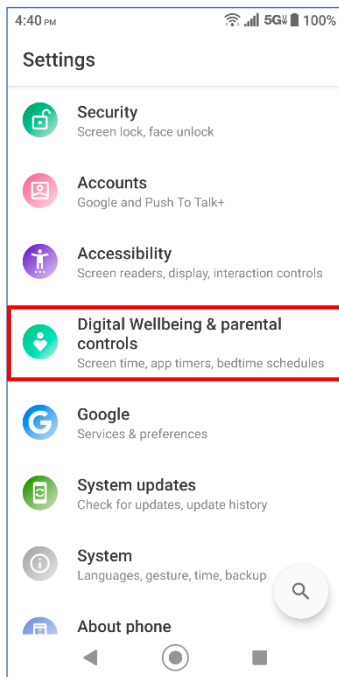 4:40 PM 5G 100%
Settings
Security
Screen lock, face unlock
Accounts
Google and Push To Talk+
Accessibility
Screen readers, display, interaction controls
Digital Wellbeing & parental
controls
Screen time, app timers, bedtime schedules
Google
Services & preferences
System updates
Check for updates, update history
System
Languages, gesture, time, backup
About phone